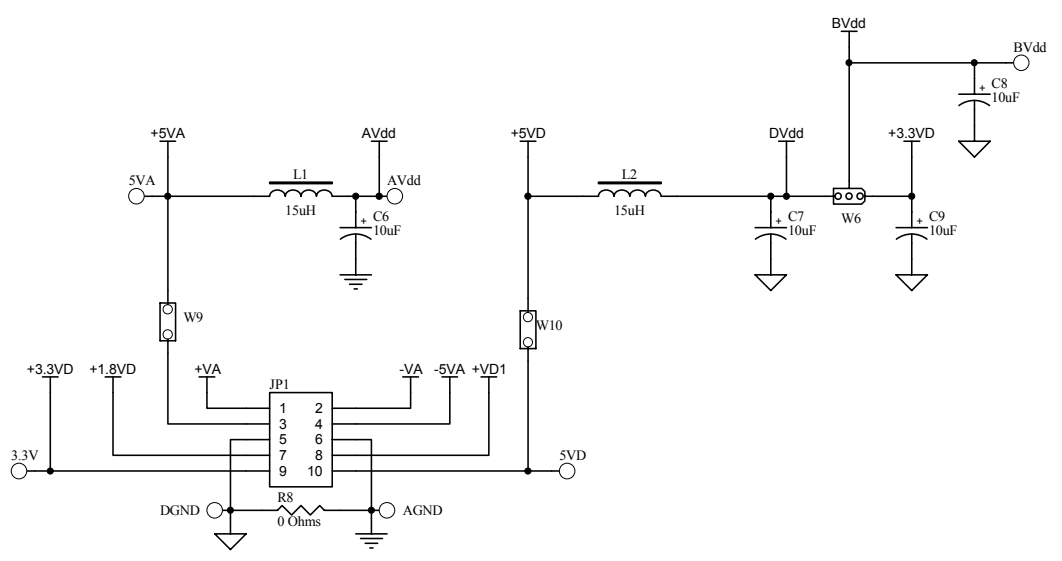 BVdd
BVdd
C8
10uF
+5VA
AVdd
+5VD
DVdd
+3.3VD
5VA
L1
AVdd
L2
15uH
15uH
C6
10uF
C7
10uF
W6
C9
10uF
W9
W10
+3.3VD
+1.8VD
+VA
-VA
-5VA
+VD1
JP1
1 2
3 4
5 6
7 8
9 10
3.3V
5VD
DGND
R8
0 Ohms
AGND
+
+
+
+